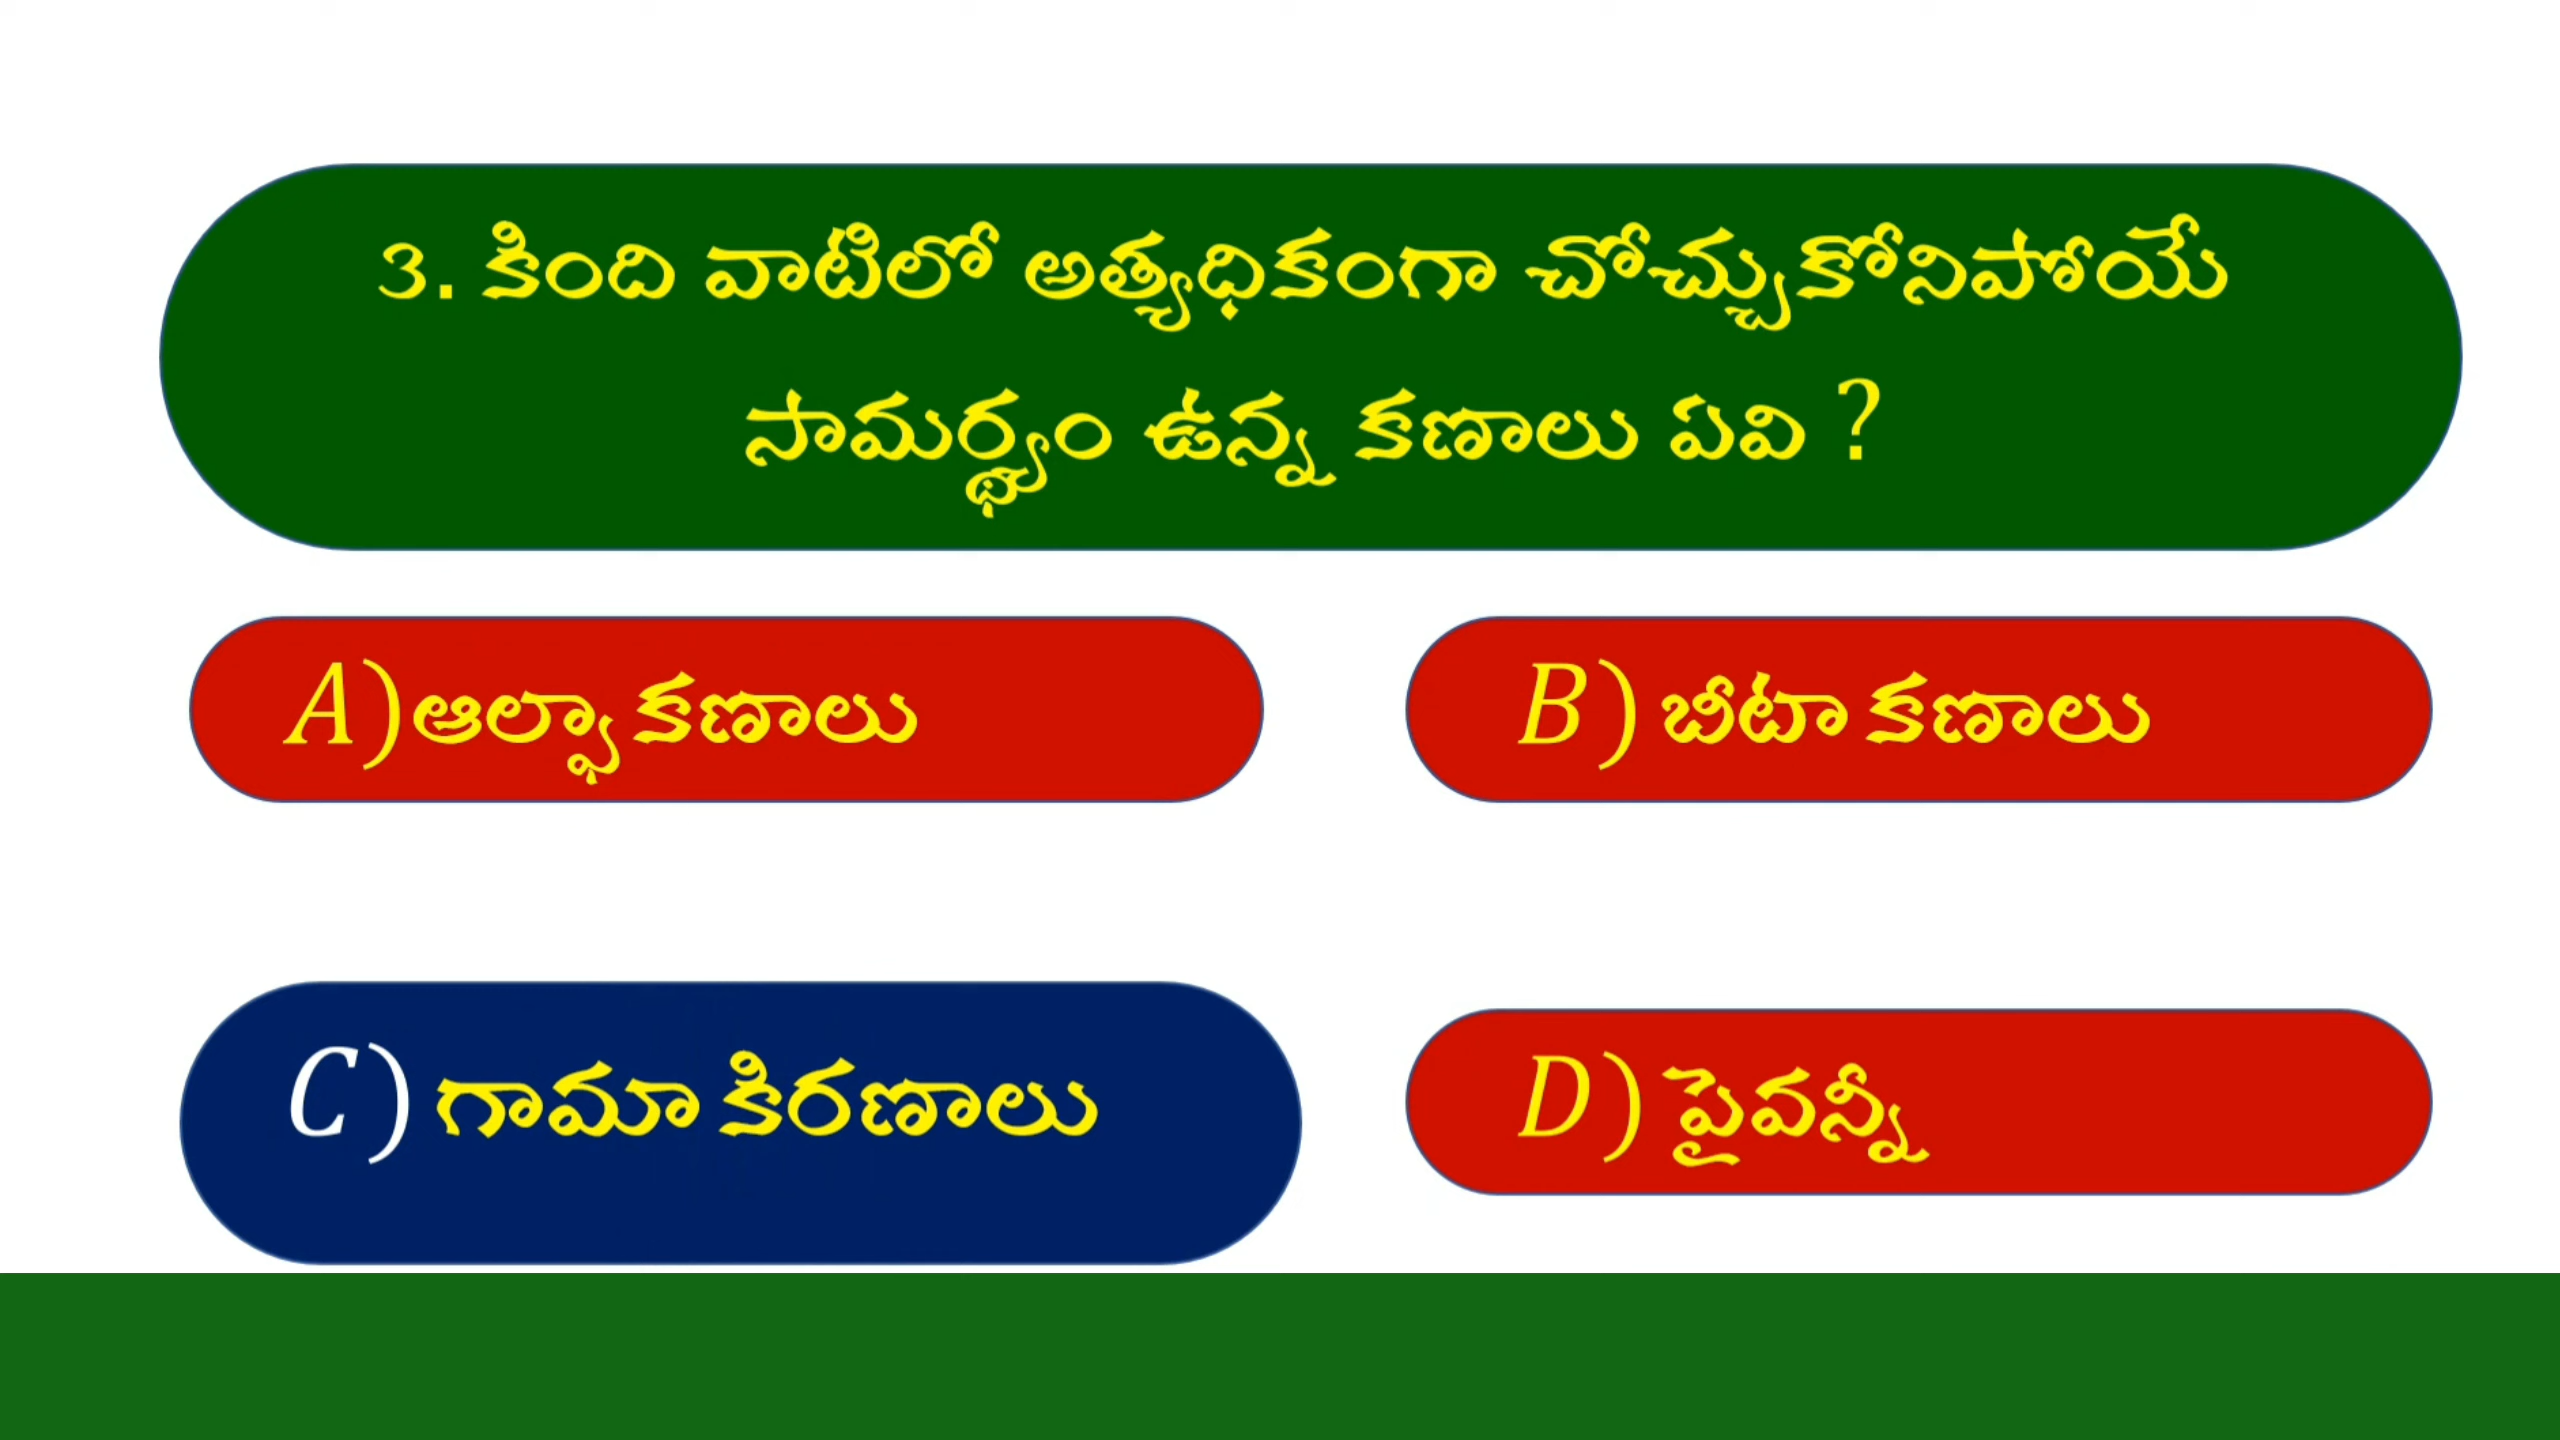 3. కింది వాటిలో అత్యధికంగా చోచ్చుకోనిపోయే
సామర్థ్యం ఉన్న కణాలు ఏవి ?
A)ఆల్ఫా కణాలు
B) బీటా కణాలు
C) గామా కిరణాలు
D) పైవన్నీ